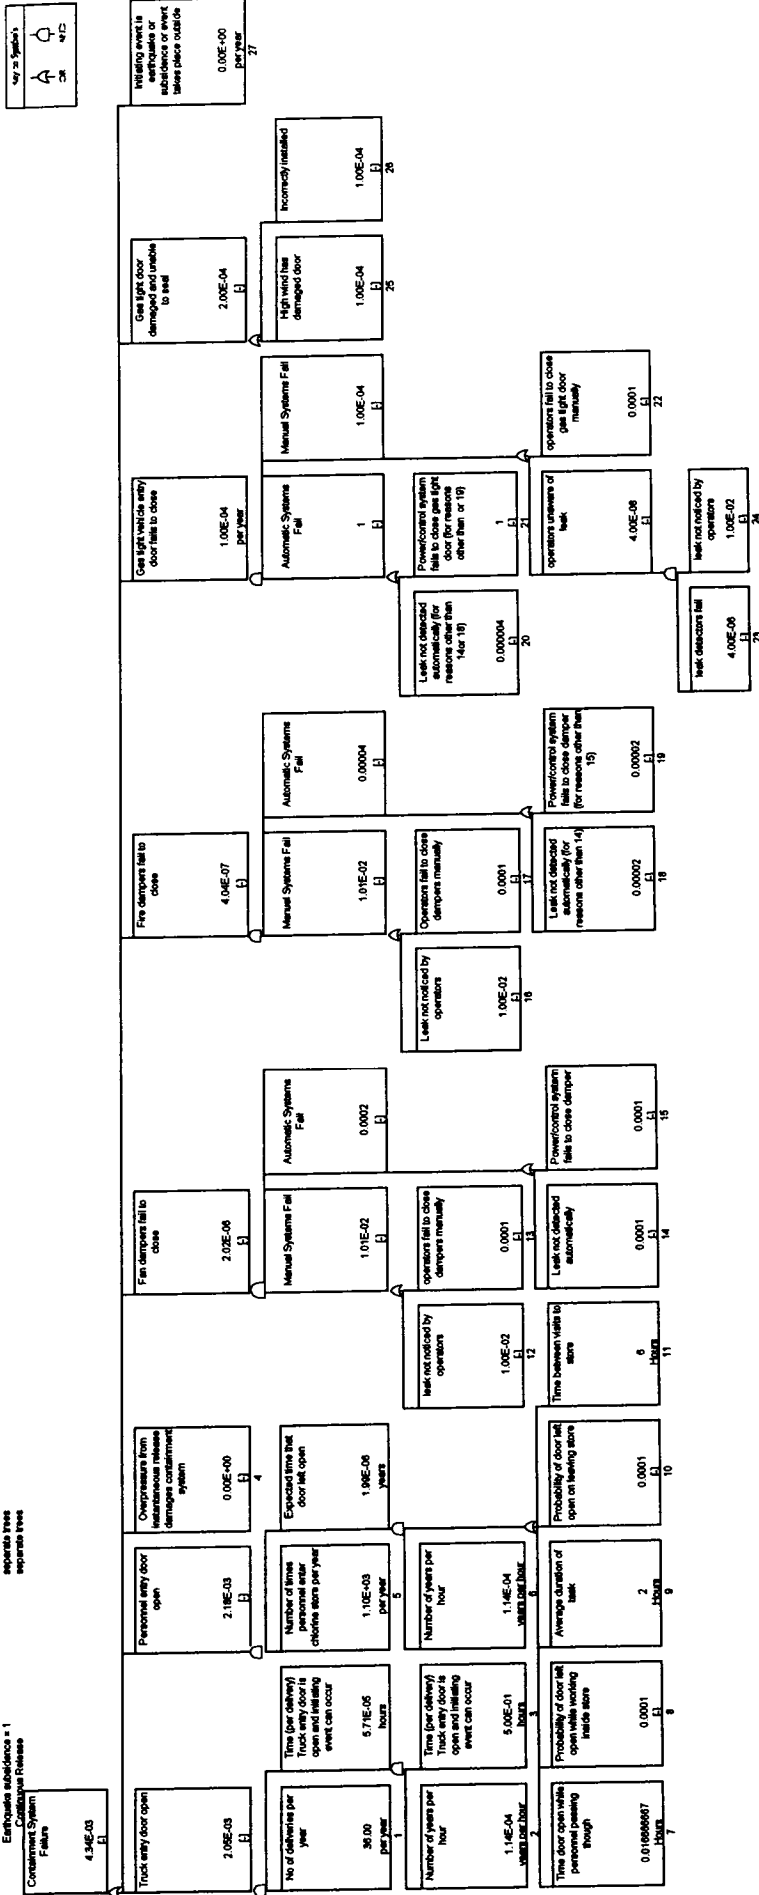 Earthquake subsidence = 1
separate trees
separate trees
Continuous Release
Key to Symbols
OR
AND
Containment System
Failure
4.34E-03
[-]
Truck entry door open
2.05E-03
[-]
Personnel entry door
open
2.18E-03
[-]
Overpressure from
instantaneous release
damages containment
system
0.00E+00
[-]
4
Fan dampers fail to
close
2.02E-06
[-]
Fire dampers fail to
close
4.04E-07
[-]
Gas tight vehicle entry
door fails to close
1.00E-04
per year
Gas tight door
damaged and unable
to seal
2.00E-04
[-]
Initiating event is
earthquake or
subsidence or event
takes place outside
0.00E+00
per year
27
No of deliveries per
year
36.00
per year
1
Time (per delivery)
Truck entry door is
open and initiating
event can occur
5.71E-05
hours
Number of times
personnel enter
chlorine store per year
1.10E+03
per year
5
Expected time that
door left open
1.99E-06
years
Manual Systems Fail
1.01E-02
[-]
Automatic Systems
Fail
0.0002
[-]
Manual Systems Fail
1.01E-02
[-]
Automatic Systems
Fail
0.00004
[-]
Automatic Systems
Fail
1
[-]
Manual Systems Fail
1.00E-04
[-]
High wind has
damaged door
1.00E-04
[-]
25
Incorrectly installed
1.00E-04
[-]
26
Number of years per
hour
1.14E-04
years per hour
2
Time (per delivery)
Truck entry door is
open and initiating
event can occur
5.00E-01
hours
3
Number of years per
hour
1.14E-04
years per hour
6
leak not noticed by
operators
1.00E-02
[-]
12
operators fail to close
dampers manually
0.0001
[-]
13
Leak not noticed by
operators
1.00E-02
[-]
16
Operators fail to close
dampers manually
0.0001
[-]
17
Leak not detected
automatically (for
reasons other than
14or 18)
0.000004
[-]
20
Power/control system
fails to close gas tight
door (for reasons
other than or 19)
1
[-]
21
Time door open while
personnel passing
though
0.016666667
Hours
7
Probability of door left
open while working
inside store
0.0001
[-]
8
Average duration of
task
2
Hours
9
Probability of door left
open on leaving store
0.0001
[-]
10
Time between visits to
store
6
Hours
11
Leak not detected
automatically
0.0001
[-]
14
Power/control system
fails to close damper
0.0001
[-]
15
Leak not detected
automatically (for
reasons other than 14)
0.00002
[-]
18
Power/control system
fails to close damper
(for reasons other than
15)
0.00002
[-]
19
operators unaware of
leak
4.00E-08
[-]
operators fail to close
gas tight door
manually
0.0001
[-]
22
leak detectors fail
4.00E-06
[-]
23
leak not noticed by
operators
1.00E-02
[-]
24